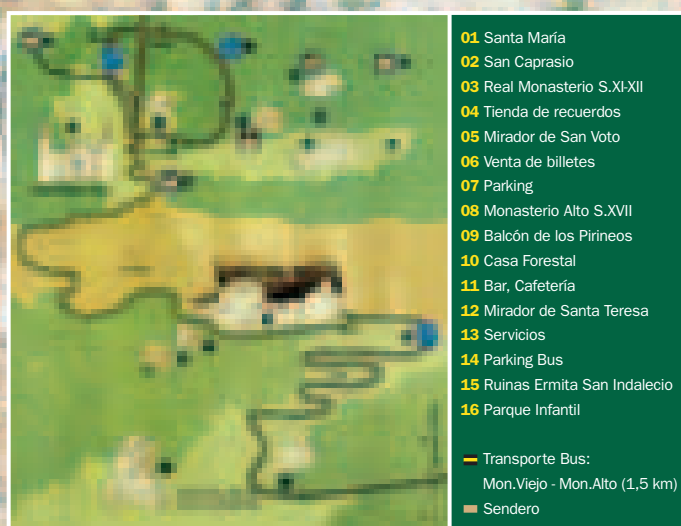 01 Santa María
02 San Caprasio
03 Real Monasterio S.XI-XII
04 Tienda de recuerdos
05 Mirador de San Voto
06 Venta de billetes
07 Parking
08 Monasterio Alto S.XVII
09 Balcón de los Pirineos
10 Casa Forestal
11 Bar, Cafetería
12 Mirador de Santa Teresa
13 Servicios
14 Parking Bus
15 Ruinas Ermita San Indalecio
16 Parque Infantil
Transporte Bus:
Mon.Viejo - Mon.Alto (1,5 km)
Sendero